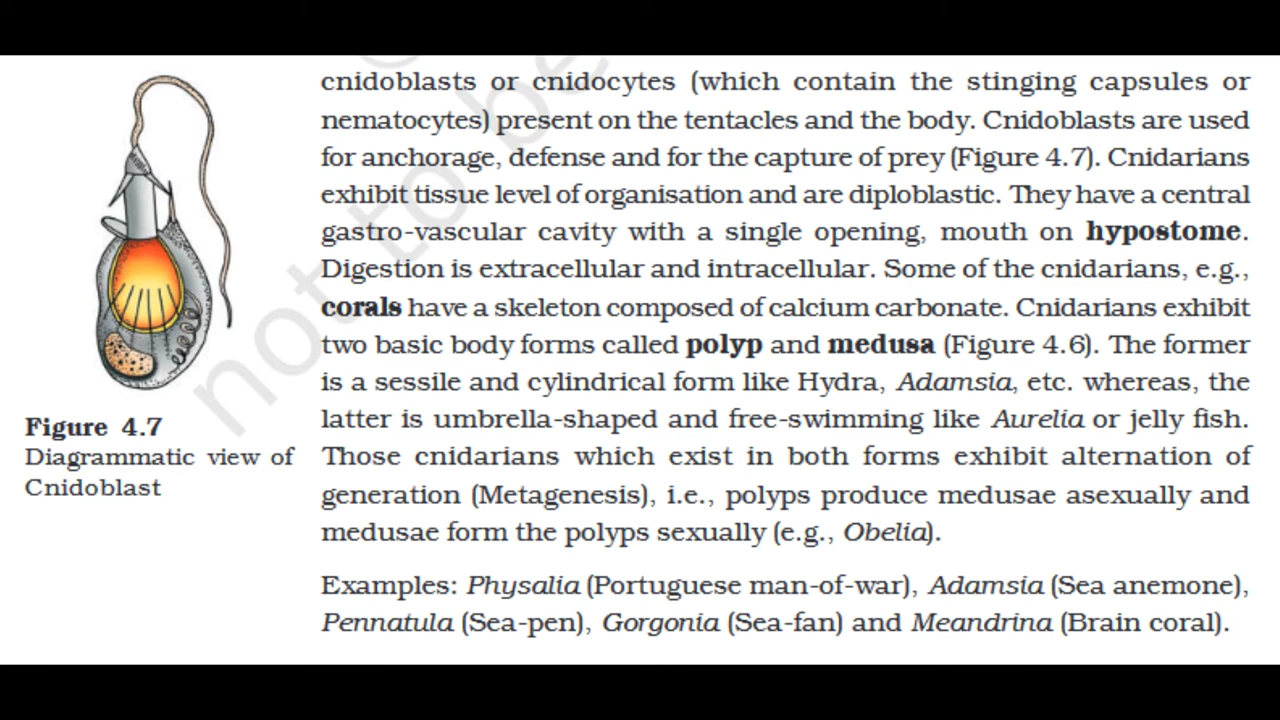 cnidoblasts or cnidocytes (which contain the stinging capsules or
nematocytes) present on the tentacles and the body. Cnidoblasts are used
for anchorage, defense and for the capture of prey (Figure 4.7). Cnidarians
exhibit tissue level of organisation and are diploblastic. They have a central
gastro-vascular cavity with a single opening, mouth on hypostome.
Digestion is extracellular and intracellular. Some of the cnidarians, e.g.,
corals have a skeleton composed of calcium carbonate. Cnidarians exhibit
two basic body forms called polyp and medusa (Figure 4.6). The former
is a sessile and cylindrical form like Hydra, Adamsia, etc. whereas, the
latter is umbrella-shaped and free-swimming like Aurelia or jelly fish.
Those cnidarians which exist in both forms exhibit alternation of
generation (Metagenesis), i.e., polyps produce medusae asexually and
medusae form the polyps sexually (e.g., Obelia).
Examples: Physalia (Portuguese man-of-war), Adamsia (Sea anemone),
Pennatula (Sea-pen), Gorgonia (Sea-fan) and Meandrina (Brain coral).
Figure 4.7
Diagrammatic view of
Cnidoblast
not to be